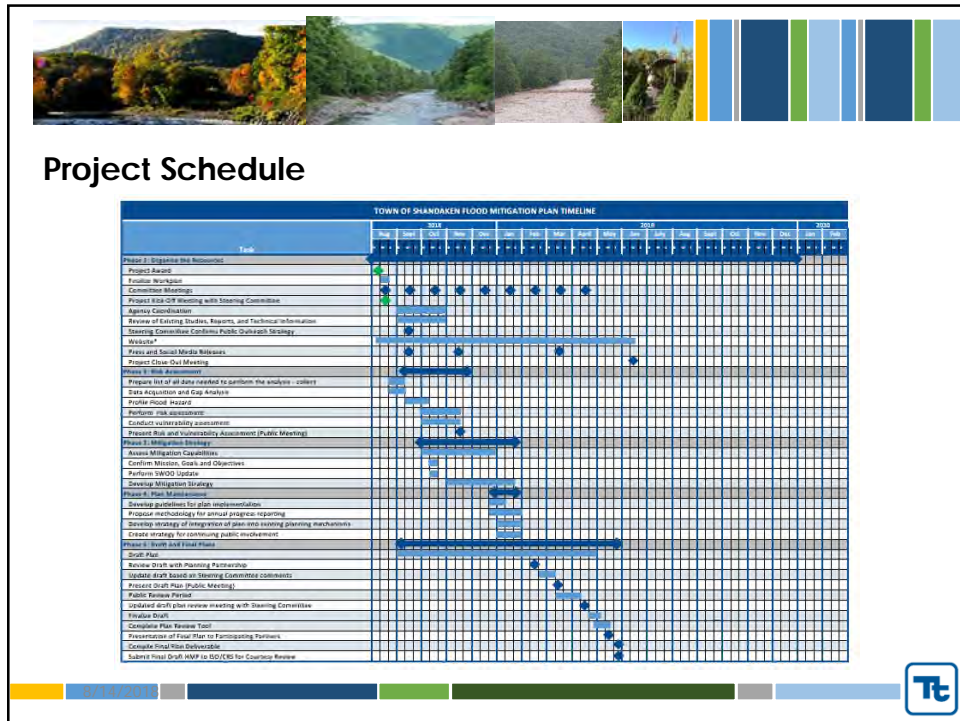 Project Schedule
TOWN OF SHANDAKEN FLOOD MITIGATION PLAN TIMELINE
2018 2019 2020
Task Aug Sept Oct Nov Dec Jan Feb Mar April May Jun July Aug Sept Oct Nov Dec Jan Feb
Phase 1: Organize the Resources
Project Award
Finalize Workplan
Committee Meetings
Project Kick-Off Meeting with Steering Committee
Agency Coordination
Review of Existing Studies, Reports, and Technical Information
Steering Committee Confirms Public Outreach Strategy
Website*
Press and Social Media Releases
Project Close-Out Meeting
Risk Assessment
Prepare list of all data needed to perform the analysis - collect
Data Acquisition and Gap Analysis
Profile Flood Hazard
Perform risk assessment
Conduct vulnerability assessment
Present Risk and Vulnerability Assessment (Public Meeting)
Mitigation Strategy
Assess Mitigation Capabilities
Confirm Mission, Goals and Objectives
Perform SWOO Update
Develop Mitigation Strategy
Phase 4: Plan Maintenance
Develop guidelines for plan implementation
Propose methodology for annual progress reporting
Develop strategy of integration of plan into existing planning mechanisms
Create strategy for continuing public involvement
Draft and Final Plans
Draft Plan
Review Draft with Planning Partnership
Update draft based on Steering Committee comments
Present Draft Plan (Public Meeting)
Public Review Period
Updated draft plan review meeting with Steering Committee
Finalize Draft
Complete Plan Review Tool
Presentation of Final Plan to Participating Partners
Compile Final Plan Deliverable
Submit Final Draft HMP to ISO/CRS for Courtesy Review
Tt